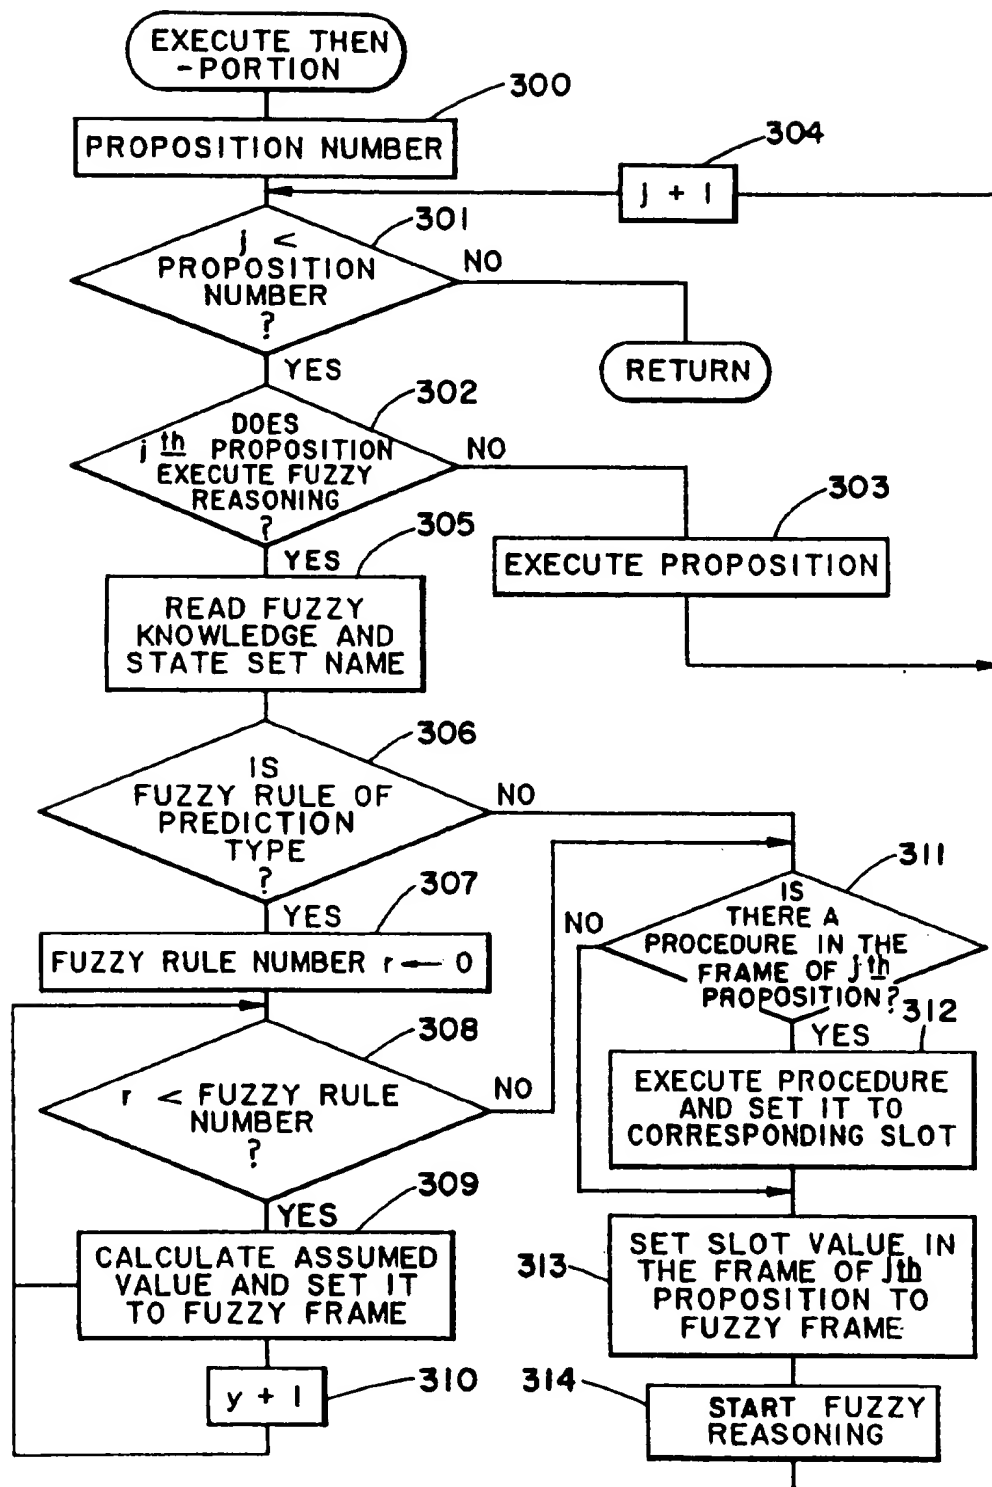 EXECUTE THEN
-PORTION
300
PROPOSITION NUMBER
304
j + 1
301
j <
PROPOSITION
NUMBER
?
NO
YES
RETURN
302
DOES
j th PROPOSITION
EXECUTE FUZZY
REASONING
?
NO
YES
303
EXECUTE PROPOSITION
305
READ FUZZY
KNOWLEDGE AND
STATE SET NAME
306
IS
FUZZY RULE OF
PREDICTION
TYPE
?
NO
YES
307
FUZZY RULE NUMBER r ← 0
308
r < FUZZY RULE
NUMBER
?
NO
YES
309
CALCULATE ASSUMED
VALUE AND SET IT
TO FUZZY FRAME
310
y + 1
311
IS
THERE A
PROCEDURE IN THE
FRAME OF jth
PROPOSITION?
NO
YES
312
EXECUTE PROCEDURE
AND SET IT TO
CORRESPONDING SLOT
313
SET SLOT VALUE IN
THE FRAME OF jth
PROPOSITION TO
FUZZY FRAME
314
START FUZZY
REASONING